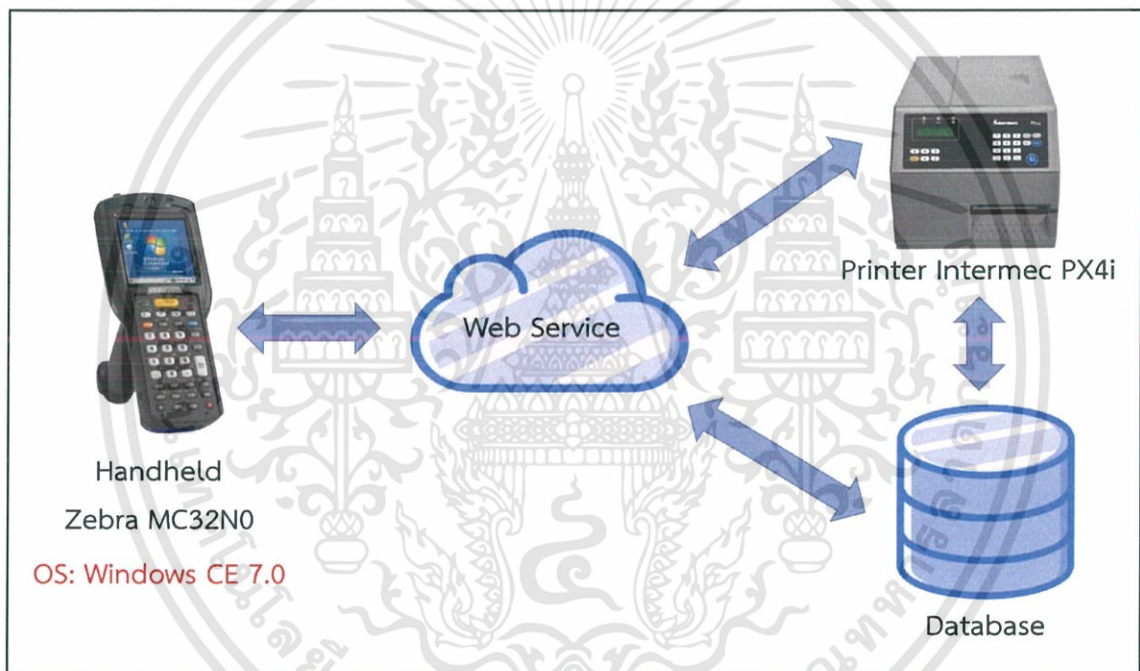 Handheld
Zebra MC32N0
OS: Windows CE 7.0
Web Service
Printer Intermec PX4i
Database